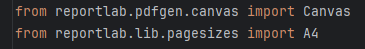 from reportlab.pdfgen.canvas import Canvas
from reportlab.lib.pagesizes import A4